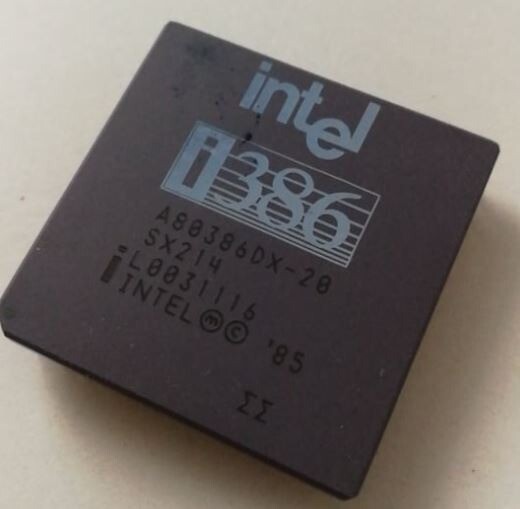 intel
i386
A80386DX-20
SX214
L0031116
INTEL Ⓜ © '85
ΣΣ